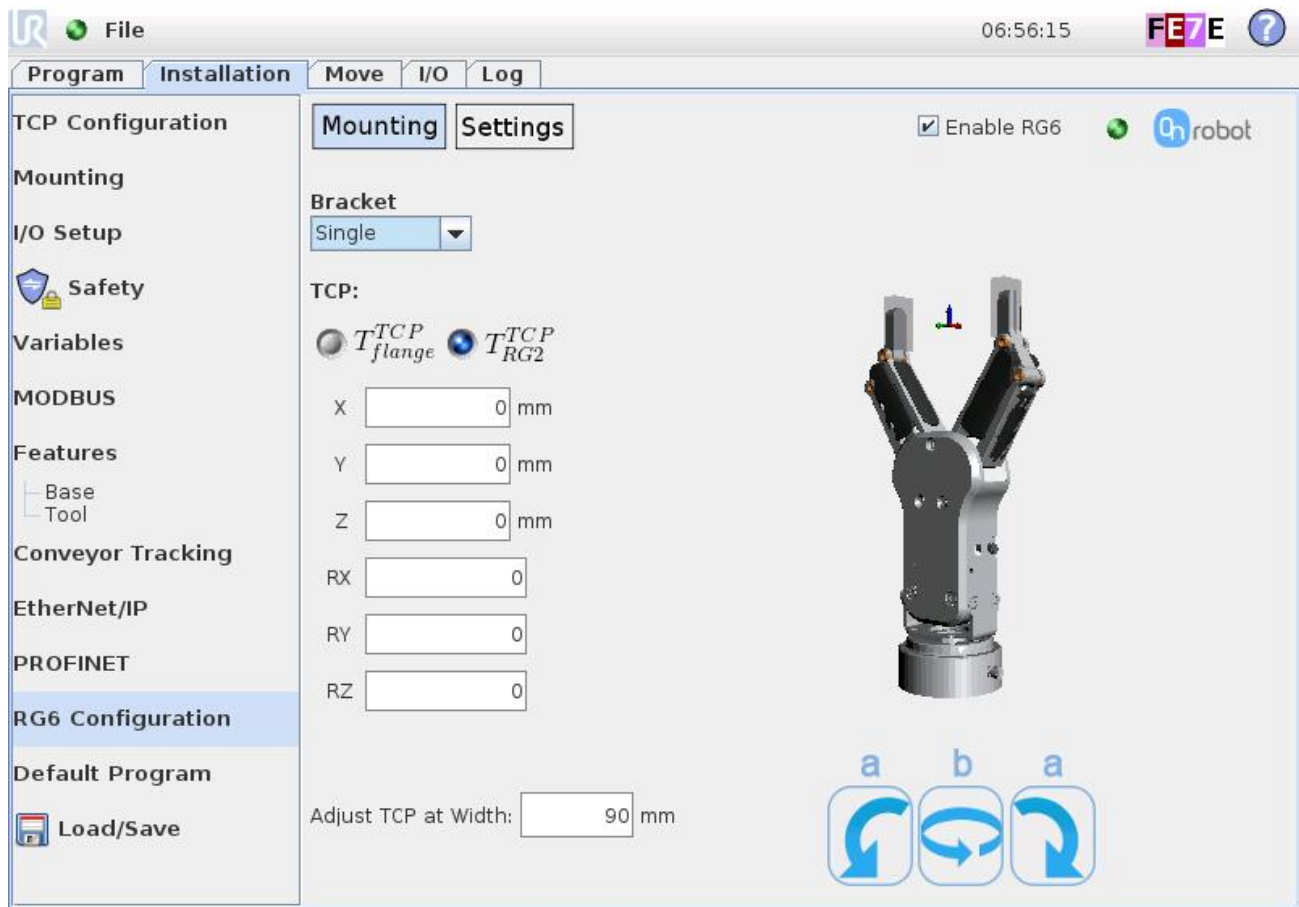 UR File 06:56:15 FE7E ?
Program Installation Move I/O Log
TCP Configuration
Mounting
I/O Setup
Safety
Variables
MODBUS
Features
Base
Tool
Conveyor Tracking
EtherNet/IP
PROFINET
RG6 Configuration
Default Program
Load/Save
Mounting Settings Enable RG6 On robot
Bracket
Single
TCP:
T^{TCP}_{flange} T^{TCP}_{RG2}
X 0 mm
Y 0 mm
Z 0 mm
RX 0
RY 0
RZ 0
Adjust TCP at Width: 90 mm
a b a